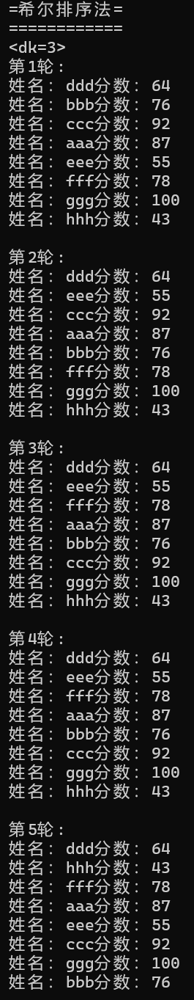 =希尔排序法=
============
<dk=3>
第1轮:
姓名: ddd分数: 64
姓名: bbb分数: 76
姓名: ccc分数: 92
姓名: aaa分数: 87
姓名: eee分数: 55
姓名: fff分数: 78
姓名: ggg分数: 100
姓名: hhh分数: 43
第2轮:
姓名: ddd分数: 64
姓名: eee分数: 55
姓名: ccc分数: 92
姓名: aaa分数: 87
姓名: bbb分数: 76
姓名: fff分数: 78
姓名: ggg分数: 100
姓名: hhh分数: 43
第3轮:
姓名: ddd分数: 64
姓名: eee分数: 55
姓名: fff分数: 78
姓名: aaa分数: 87
姓名: bbb分数: 76
姓名: ccc分数: 92
姓名: ggg分数: 100
姓名: hhh分数: 43
第4轮:
姓名: ddd分数: 64
姓名: eee分数: 55
姓名: fff分数: 78
姓名: aaa分数: 87
姓名: bbb分数: 76
姓名: ccc分数: 92
姓名: ggg分数: 100
姓名: hhh分数: 43
第5轮:
姓名: ddd分数: 64
姓名: hhh分数: 43
姓名: fff分数: 78
姓名: aaa分数: 87
姓名: eee分数: 55
姓名: ccc分数: 92
姓名: ggg分数: 100
姓名: bbb分数: 76